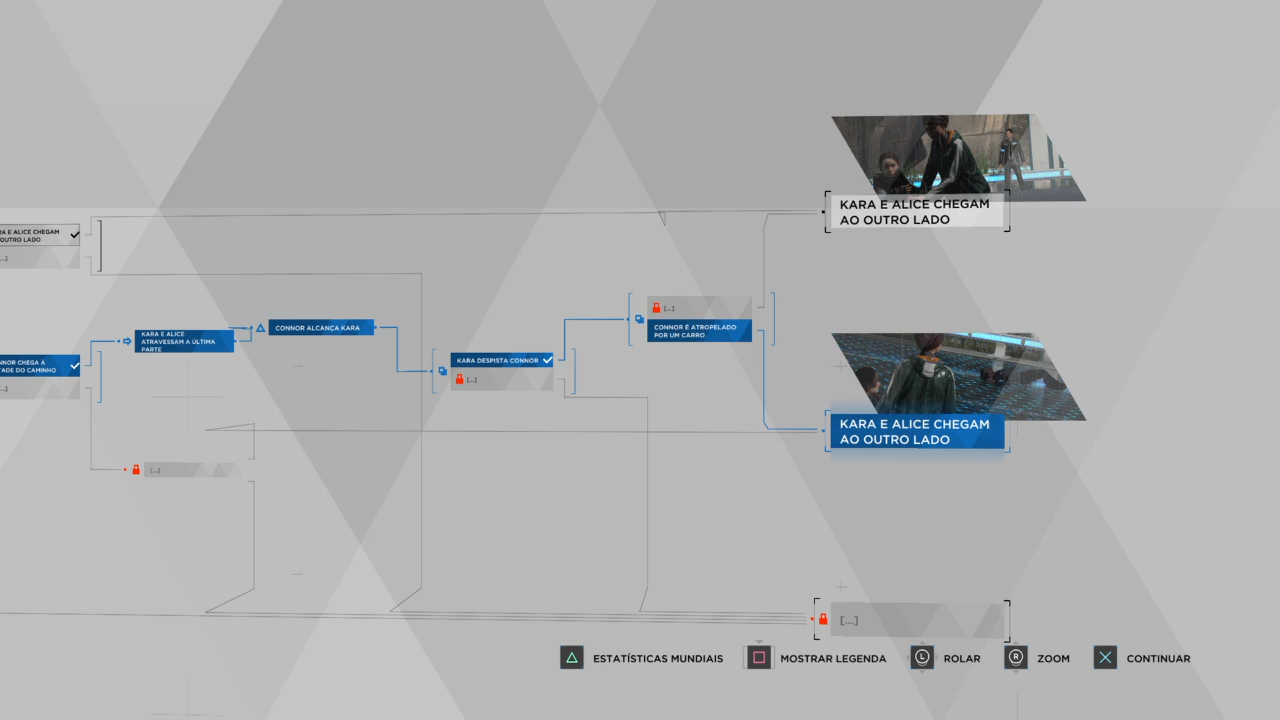 KARA E ALICE CHEGAM
AO OUTRO LADO
RA E ALICE CHEGAM
OUTRO LADO
...]
[...]
CONNOR É ATROPELADO
POR UM CARRO
KARA E ALICE
ATRAVESSAM A ÚLTIMA
PARTE
CONNOR ALCANÇA KARA
NNOR CHEGA À
TADE DO CAMINHO
...]
KARA DESPISTA CONNOR
[...]
KARA E ALICE CHEGAM
AO OUTRO LADO
[...]
[...]
ESTATÍSTICAS MUNDIAIS
MOSTRAR LEGENDA
L
ROLAR
R
ZOOM
CONTINUAR